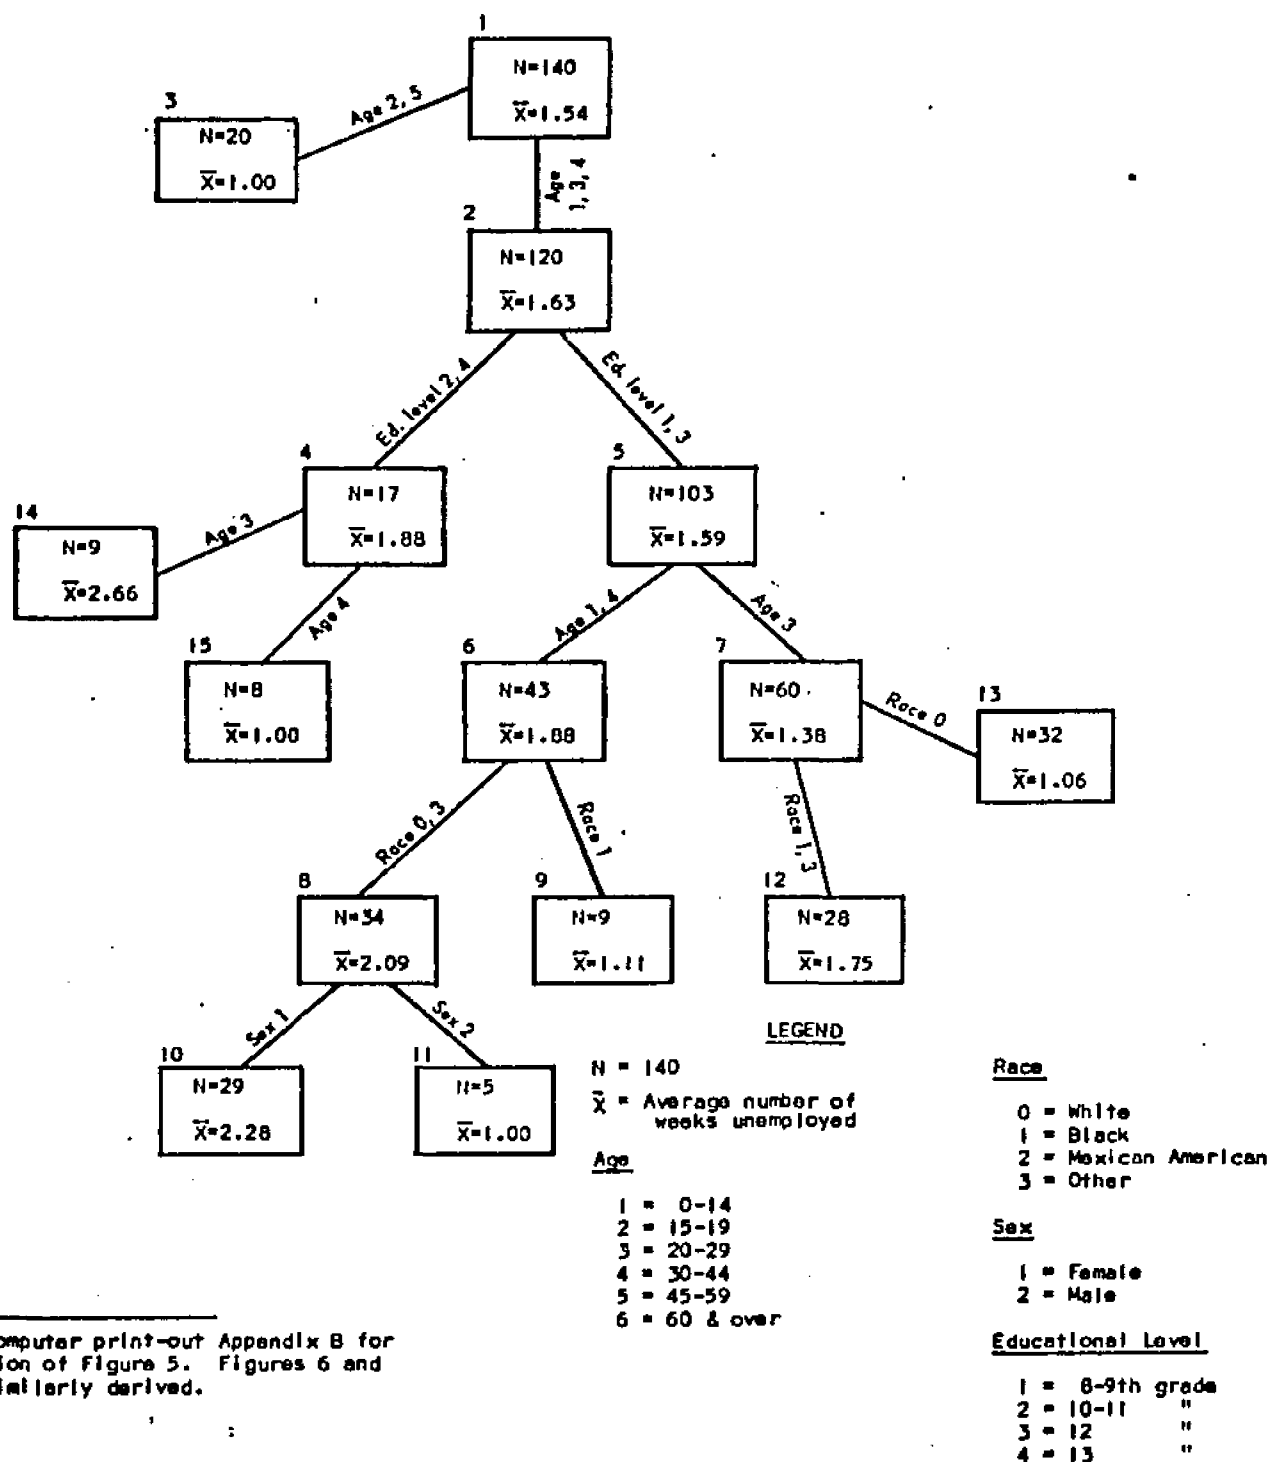 1
N=140
X̄=1.54
Age 2, 5
3
N=20
X̄=1.00
Age
1, 3, 4
2
N=120
X̄=1.63
Ed. level 2, 4
Ed. level 1, 3
4
N=17
X̄=1.88
5
N=103
X̄=1.59
14
N=9
X̄=2.66
Age 3
Age 4
15
N=8
X̄=1.00
Age 1, 4
Age 3
6
N=43
X̄=1.88
7
N=60
X̄=1.38
Race 0
13
N=32
X̄=1.06
Race 0, 3
Race 1
Race 1, 3
8
N=34
X̄=2.09
9
N=9
X̄=1.11
12
N=28
X̄=1.75
Sex 1
Sex 2
10
N=29
X̄=2.28
11
N=5
X̄=1.00
LEGEND
N = 140
X̄ = Average number of
weeks unemployed
Age
1 = 0-14
2 = 15-19
3 = 20-29
4 = 30-44
5 = 45-59
6 = 60 & over
Race
0 = White
1 = Black
2 = Mexican American
3 = Other
Sex
1 = Female
2 = Male
Educational Level
1 = 8-9th grade
2 = 10-11 "
3 = 12 "
4 = 13 "
omputer print-out Appendix B for
ion of Figure 5. Figures 6 and
imilarly derived.